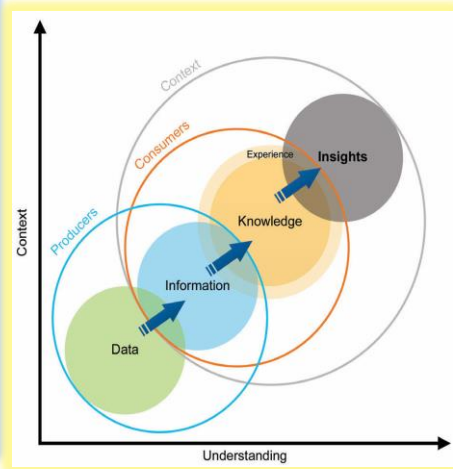 Context
Consumers
Experience
Insights
Producers
Knowledge
Information
Data
Context
Understanding